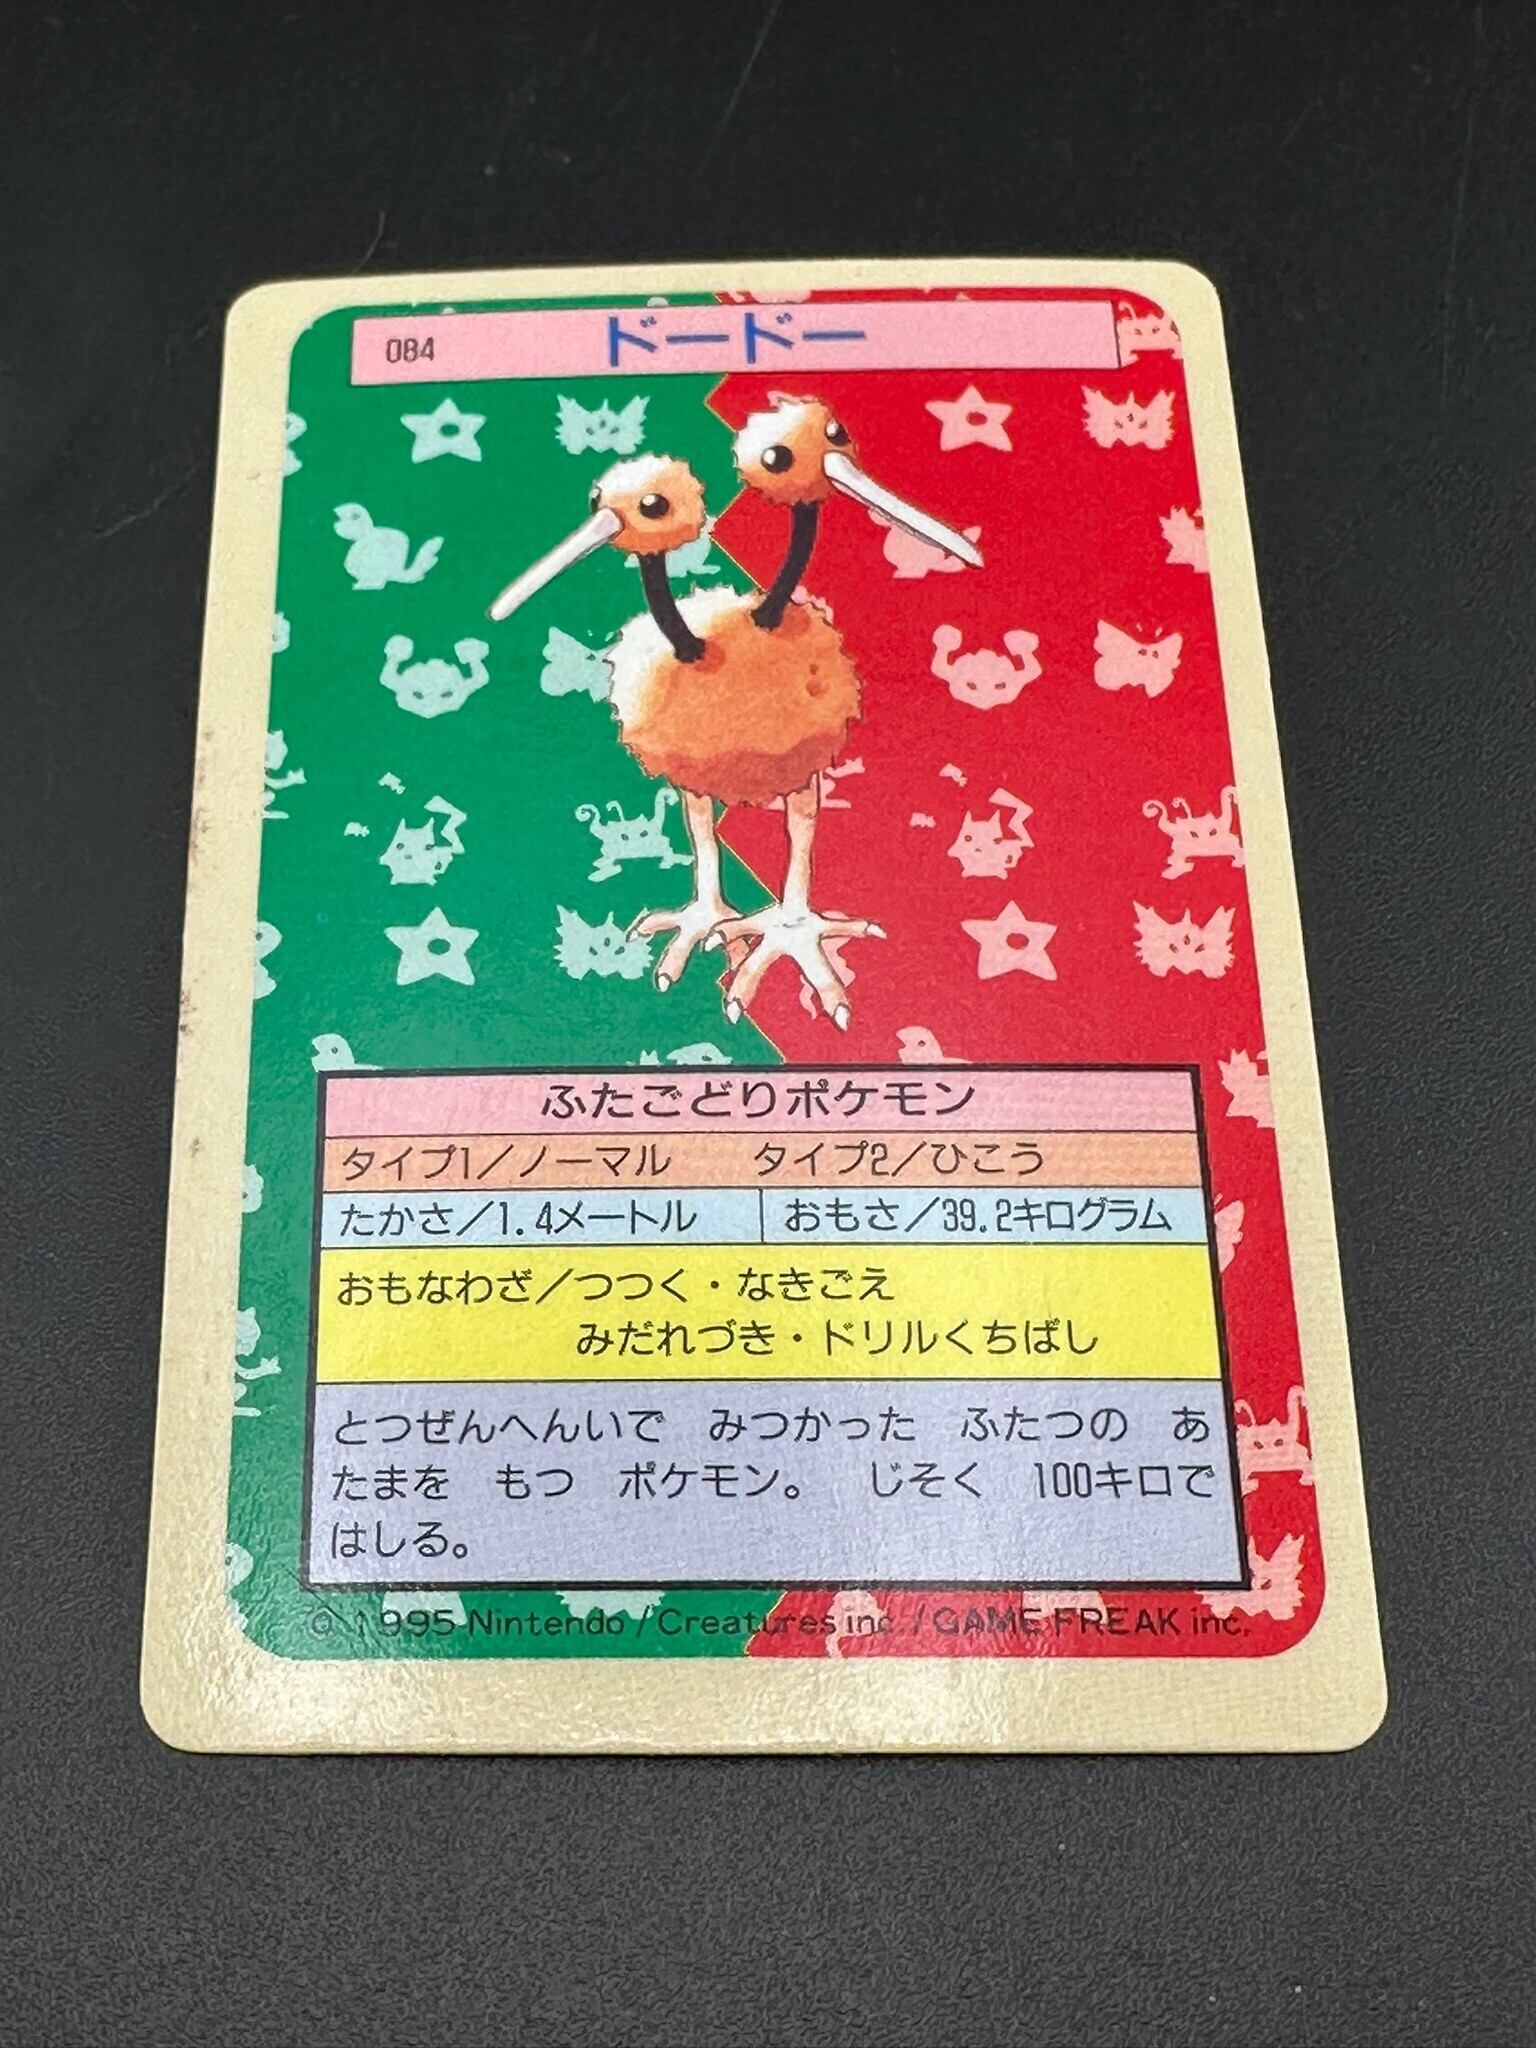 084 ドードー
ふたごどりポケモン
タイプ1/ノーマル タイプ2/ひこう
たかさ/1.4メートル おもさ/39.2キログラム
おもなわざ/つつく・なきごえ
みだれづき・ドリルくちばし
とつぜんへんいで みつかった ふたつの あ
たまを もつ ポケモン。 じそく 100キロで
はしる。
© 1995 Nintendo / Creatures inc. / GAME FREAK inc.